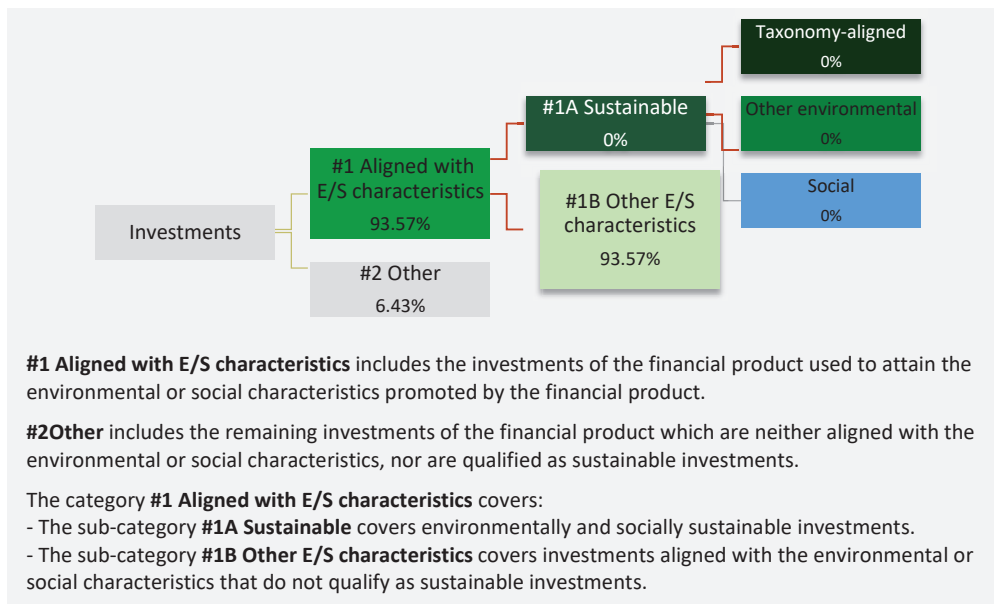 Taxonomy-aligned
0%
#1A Sustainable
0%
Other environmental
0%
#1 Aligned with
E/S characteristics
93.57%
#1B Other E/S
characteristics
93.57%
Social
0%
Investments
#2 Other
6.43%
#1 Aligned with E/S characteristics includes the investments of the financial product used to attain the
environmental or social characteristics promoted by the financial product.
#2Other includes the remaining investments of the financial product which are neither aligned with the
environmental or social characteristics, nor are qualified as sustainable investments.
The category #1 Aligned with E/S characteristics covers:
- The sub-category #1A Sustainable covers environmentally and socially sustainable investments.
- The sub-category #1B Other E/S characteristics covers investments aligned with the environmental or
social characteristics that do not qualify as sustainable investments.